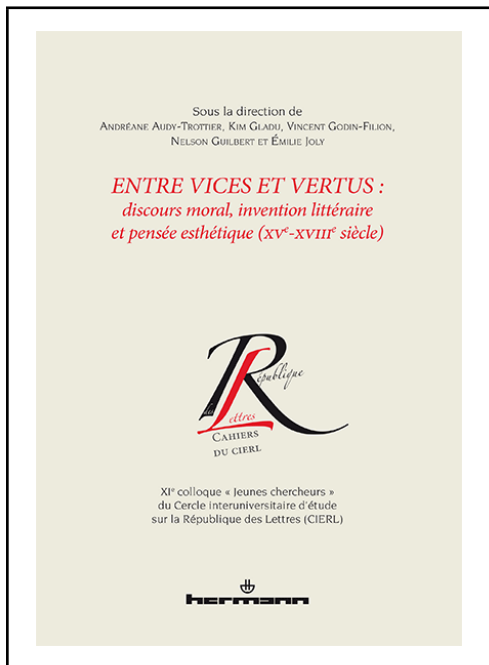 Sous la direction de
Andréane Audy-Trottier, Kim Gladu, Vincent Godin-Filion,
Nelson Guilbert et Émilie Joly
ENTRE VICES ET VERTUS :
discours moral, invention littéraire
et pensée esthétique (XVe-XVIIIe siècle)
République
des
Lettres
Cahiers
du CIERL
XIe colloque « Jeunes chercheurs »
du Cercle interuniversitaire d'étude
sur la République des Lettres (CIERL)
hermann